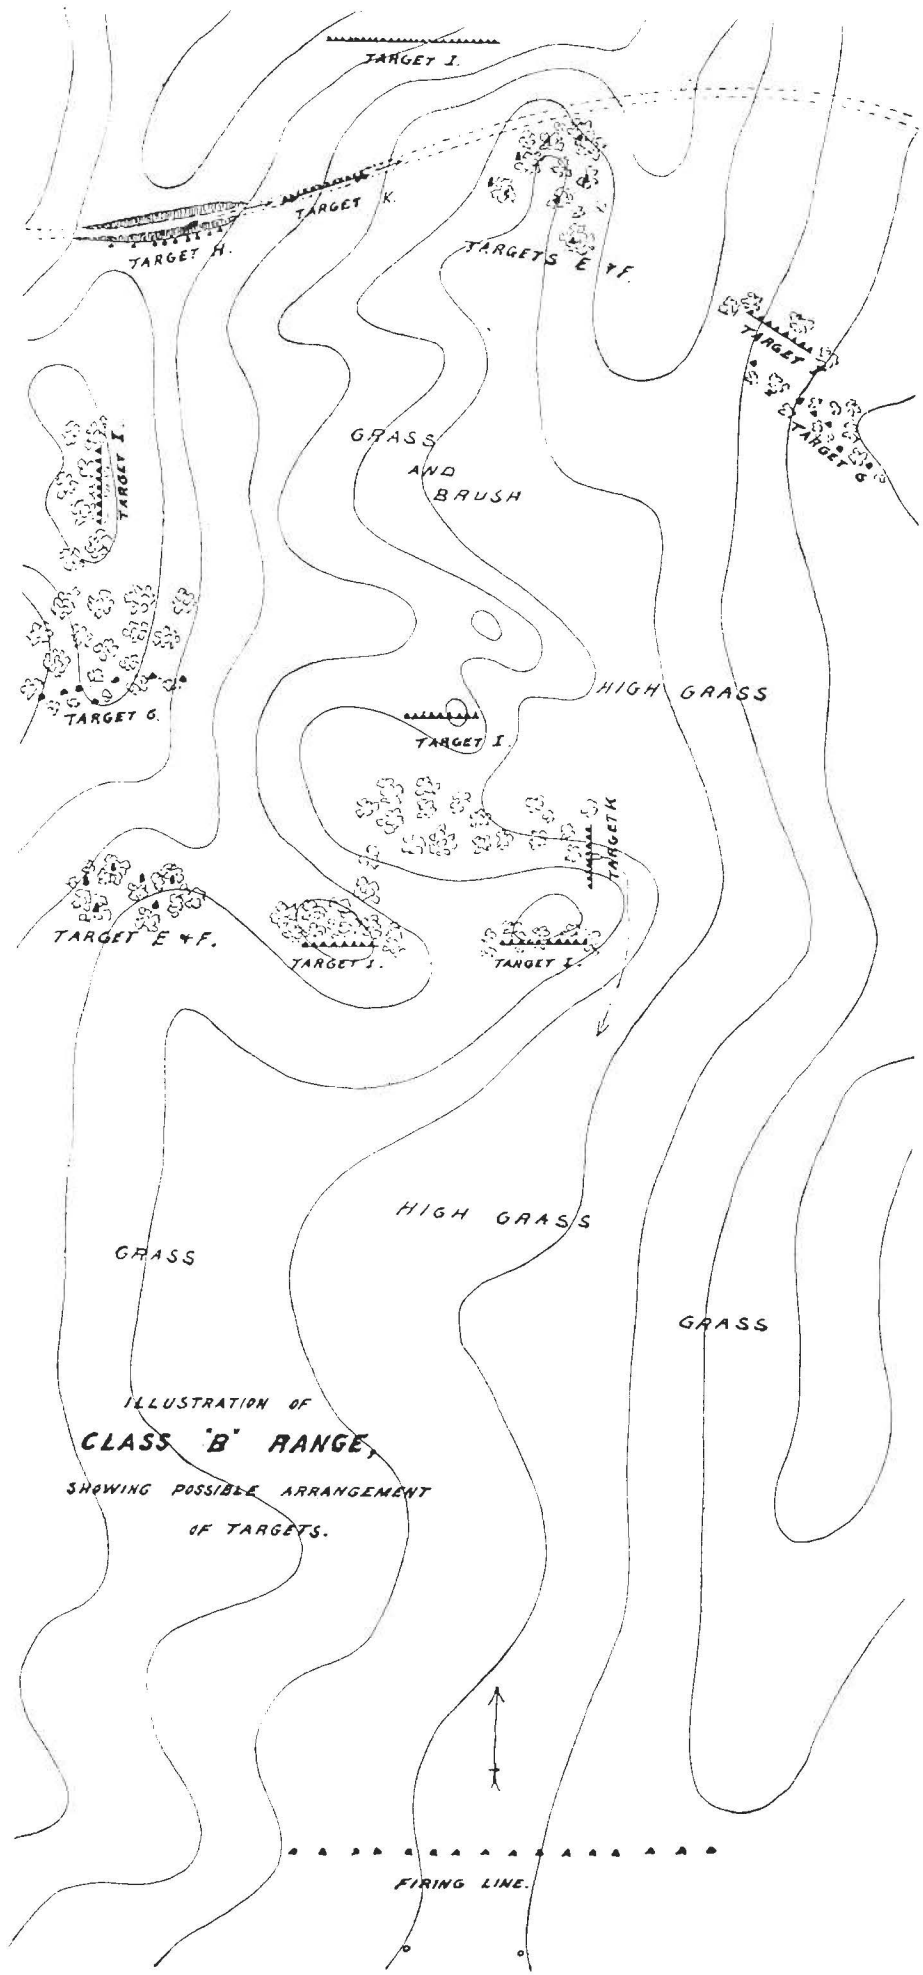 TARGET I.
TARGET K.
TARGET H.
TARGETS E & F.
TARGET I.
TARGET G
TARGET I.
GRASS
AND
BRUSH
HIGH GRASS
TARGET G.
TARGET I.
TARGET K
TARGET E & F.
TARGET I.
TARGET I.
HIGH GRASS
GRASS
GRASS
ILLUSTRATION OF
CLASS "B" RANGE,
SHOWING POSSIBLE ARRANGEMENT
OF TARGETS.
FIRING LINE.